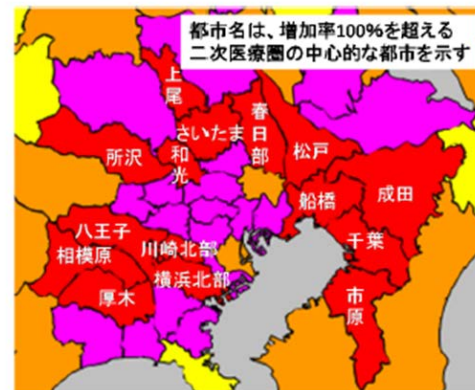 都市名は、増加率100%を超える
二次医療圏の中心的な都市を示す
上尾
さいたま
春日部
松戸
所沢
和光
船橋
成田
八王子
相模原
川崎北部
千葉
横浜北部
厚木
市原